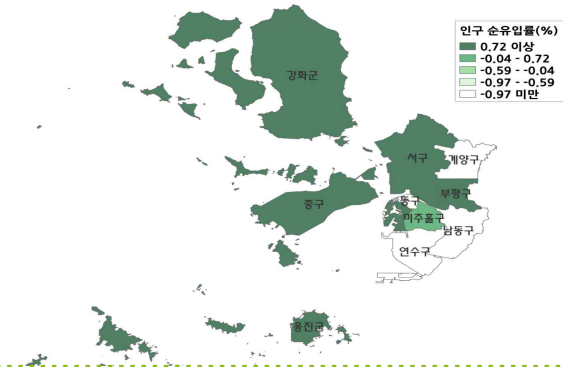 인구 순유입률(%)
0.72 이상
-0.04 - 0.72
-0.59 - -0.04
-0.97 - -0.59
-0.97 미만
강화군
서구
계양구
부평구
중구
동구
미추홀구
남동구
연수구
옹진군